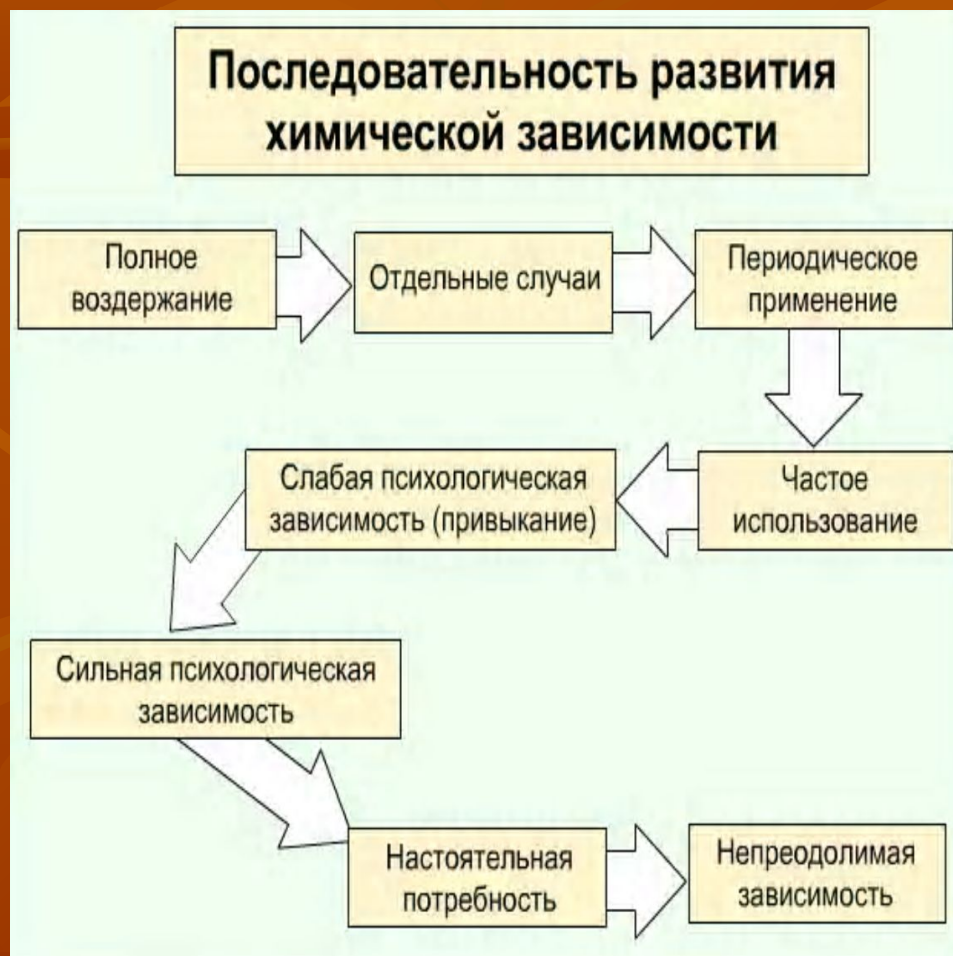 Последовательность развития
химической зависимости
Полное
воздержание
Отдельные случаи
Периодическое
применение
Частое
использование
Слабая психологическая
зависимость (привыкание)
Сильная психологическая
зависимость
Настоятельная
потребность
Непреодолимая
зависимость